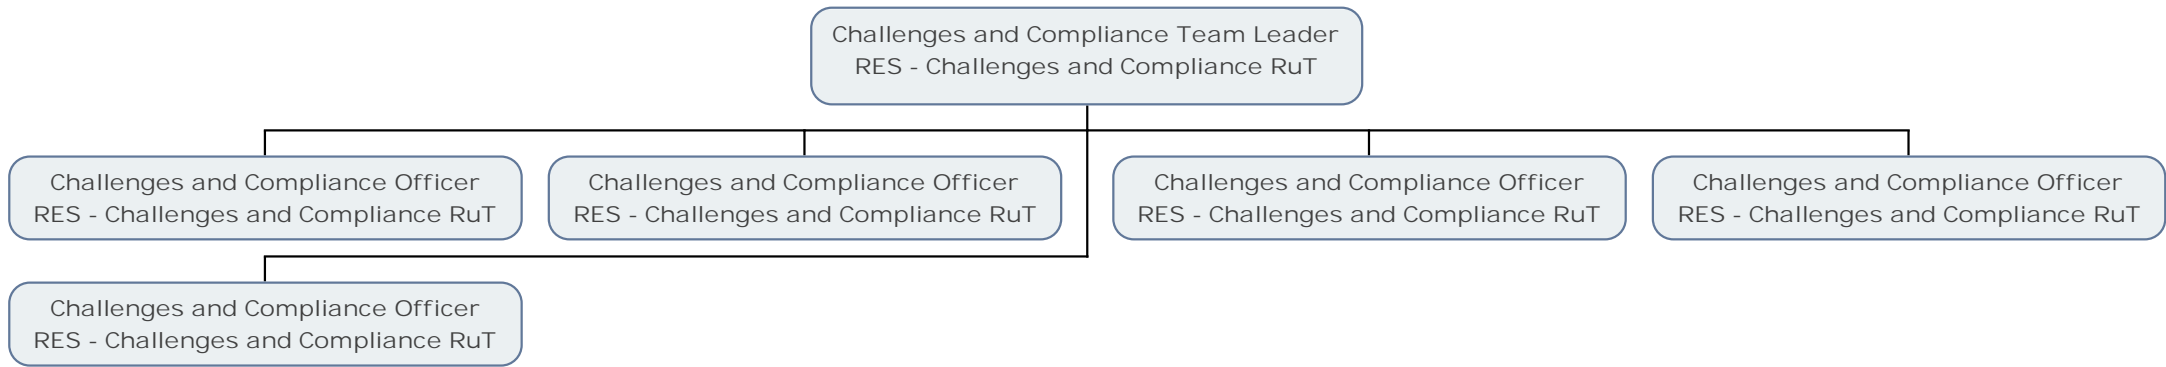 Challenges and Compliance Team Leader
RES - Challenges and Compliance RuT
Challenges and Compliance Officer
RES - Challenges and Compliance RuT
Challenges and Compliance Officer
RES - Challenges and Compliance RuT
Challenges and Compliance Officer
RES - Challenges and Compliance RuT
Challenges and Compliance Officer
RES - Challenges and Compliance RuT
Challenges and Compliance Officer
RES - Challenges and Compliance RuT